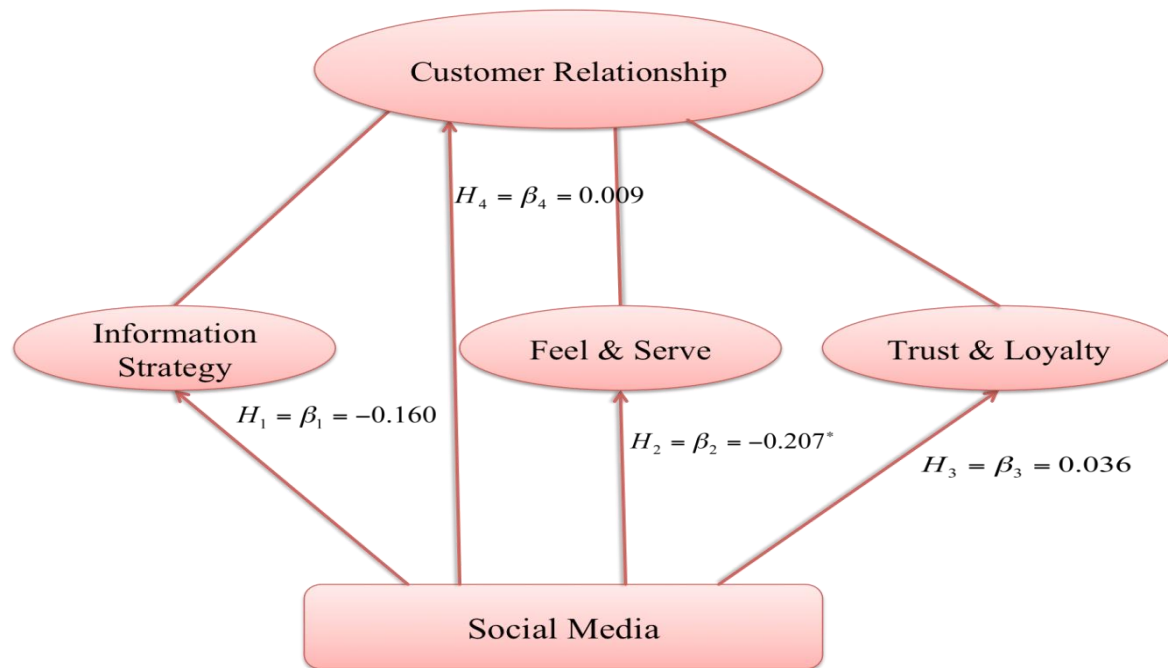 Customer Relationship
H₄ = β₄ = 0.009
Information
Strategy
Feel & Serve
Trust & Loyalty
H₁ = β₁ = −0.160
H₂ = β₂ = −0.207*
H₃ = β₃ = 0.036
Social Media